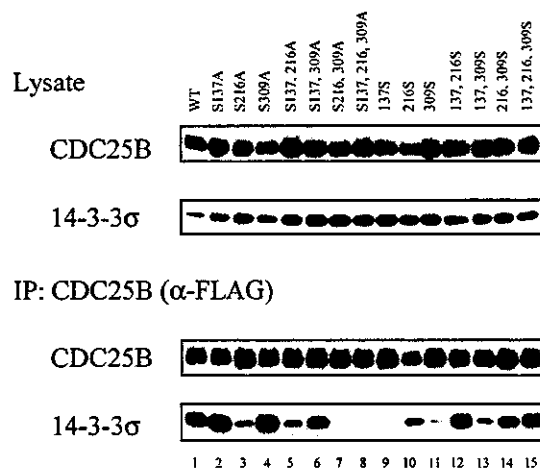 Lysate
WT S137A S216A S309A S137, 216A S137, 309A S216, 309A S137, 216, 309A 137S 216S 309S 137, 216S 137, 309S 216, 309S 137, 216, 309S
CDC25B
14-3-3σ
IP: CDC25B (α-FLAG)
CDC25B
14-3-3σ
1 2 3 4 5 6 7 8 9 10 11 12 13 14 15